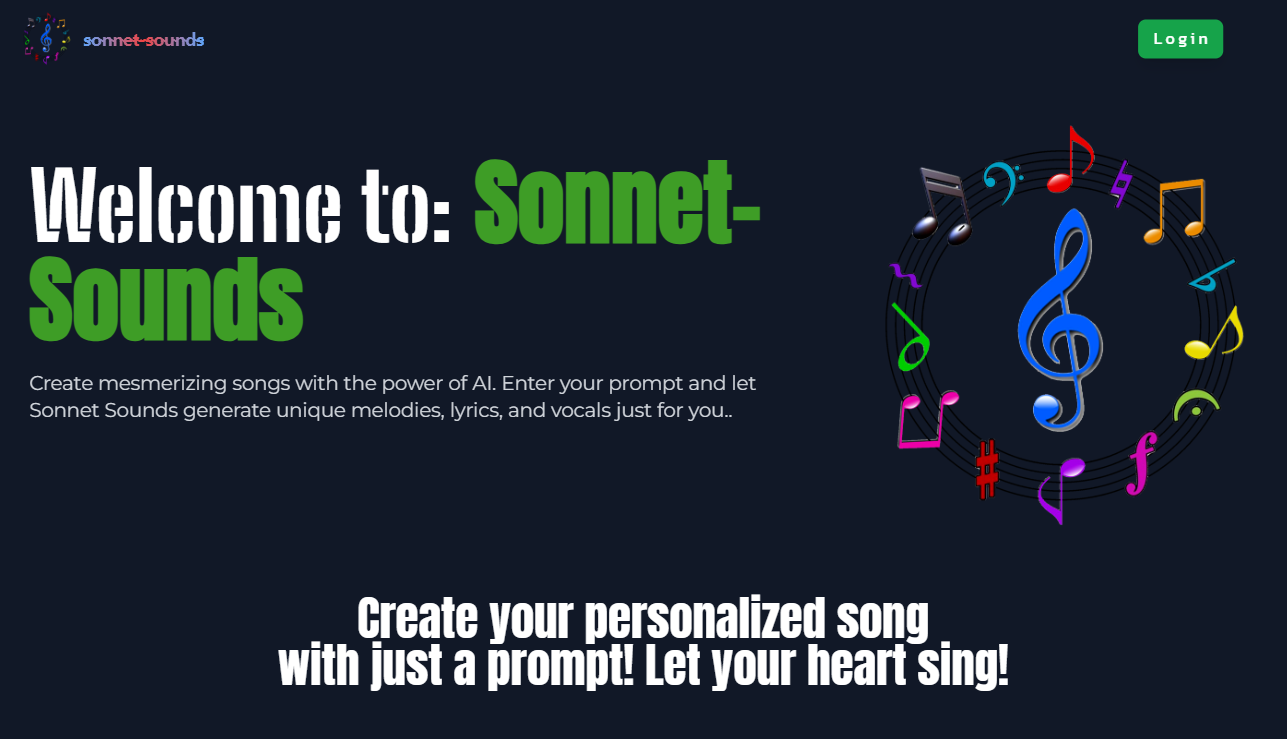 sonnet-sounds
Login
Welcome to: Sonnet-
Sounds
Create mesmerizing songs with the power of AI. Enter your prompt and let
Sonnet Sounds generate unique melodies, lyrics, and vocals just for you..
Create your personalized song
with just a prompt! Let your heart sing!